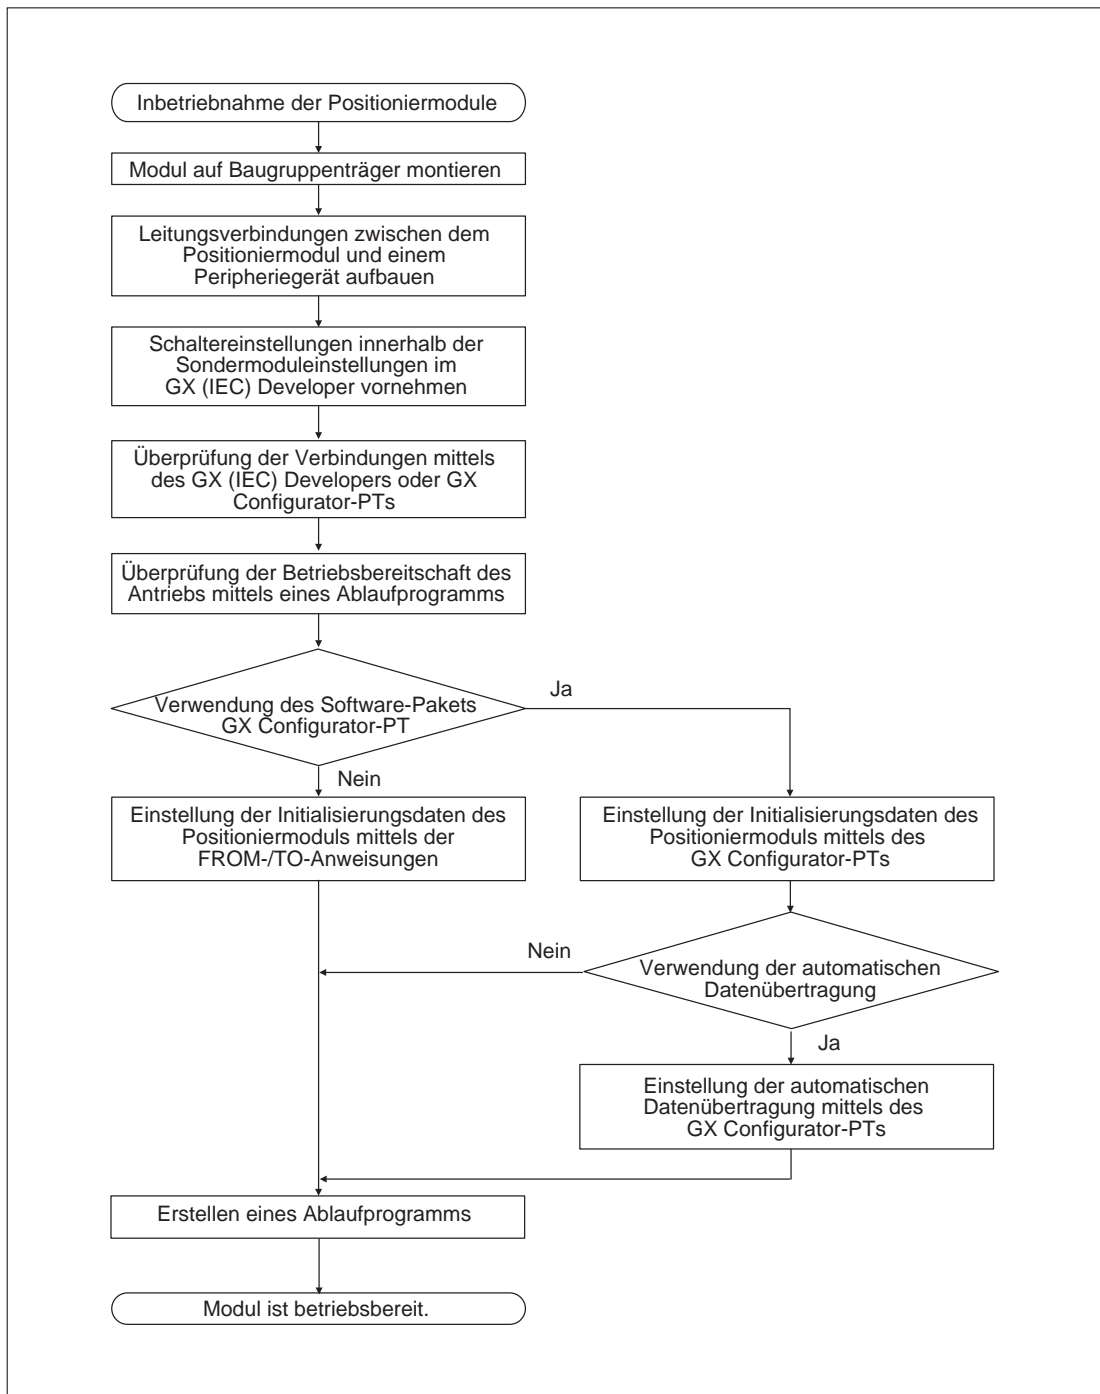 Inbetriebnahme der Positioniermodule
Modul auf Baugruppenträger montieren
Leitungsverbindungen zwischen dem
Positioniermodul und einem
Peripheriegerät aufbauen
Schaltereinstellungen innerhalb der
Sondermoduleinstellungen im
GX (IEC) Developer vornehmen
Überprüfung der Verbindungen mittels
des GX (IEC) Developers oder GX
Configurator-PTs
Überprüfung der Betriebsbereitschaft des
Antriebs mittels eines Ablaufprogramms
Verwendung des Software-Pakets
GX Configurator-PT
Ja
Nein
Einstellung der Initialisierungsdaten des
Positioniermoduls mittels der
FROM-/TO-Anweisungen
Einstellung der Initialisierungsdaten des
Positioniermoduls mittels des
GX Configurator-PTs
Nein
Verwendung der automatischen
Datenübertragung
Ja
Einstellung der automatischen
Datenübertragung mittels des
GX Configurator-PTs
Erstellen eines Ablaufprogramms
Modul ist betriebsbereit.